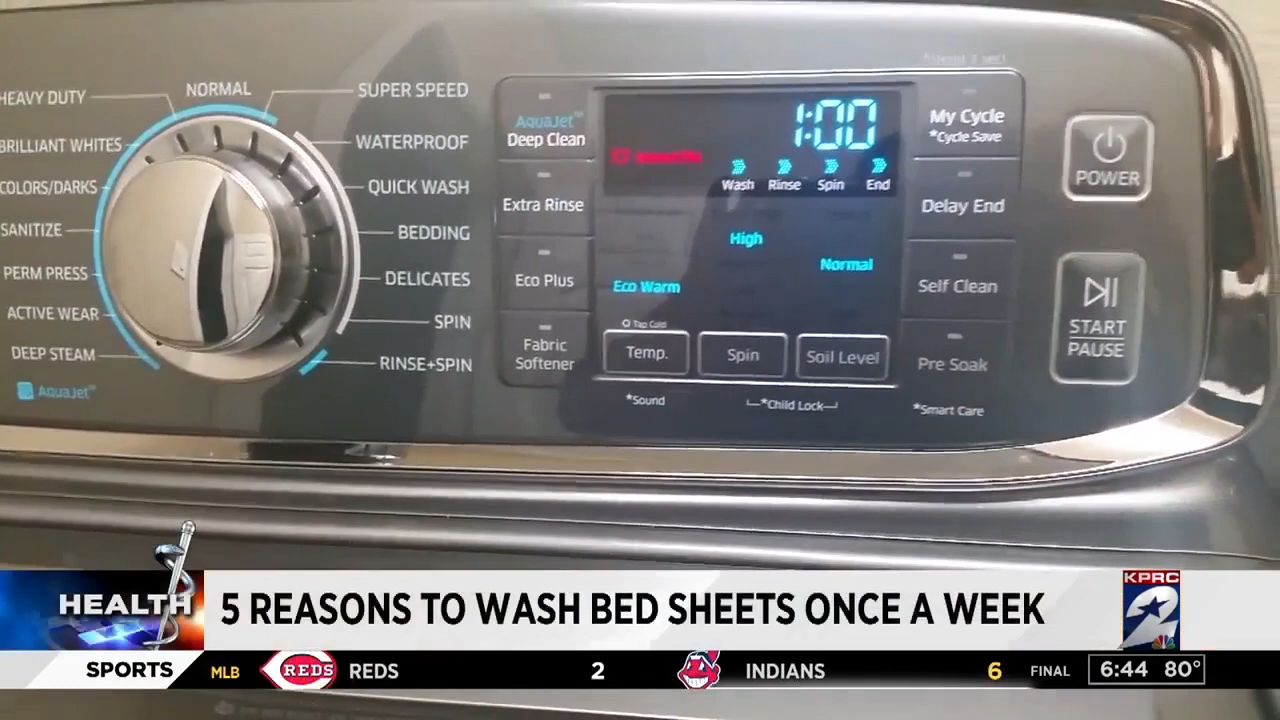 NORMAL
HEAVY DUTY
BRILLIANT WHITES
COLORS/DARKS
SANITIZE
PERM PRESS
ACTIVE WEAR
DEEP STEAM
AquaJet™
SUPER SPEED
WATERPROOF
QUICK WASH
BEDDING
DELICATES
SPIN
RINSE+SPIN
AquaJet™
Deep Clean
Extra Rinse
Eco Plus
Fabric
Softener
1:00
Wash Rinse Spin End
High
Normal
Eco Warm
Tap Cold
Temp. Spin Soil Level
*Sound *Child Lock
My Cycle
*Cycle Save
Delay End
Self Clean
Pre Soak
*Smart Care
POWER
START
PAUSE
HEALTH
5 REASONS TO WASH BED SHEETS ONCE A WEEK
KPRC
2
SPORTS MLB REDS REDS 2 INDIANS 6 FINAL 6:44 80°